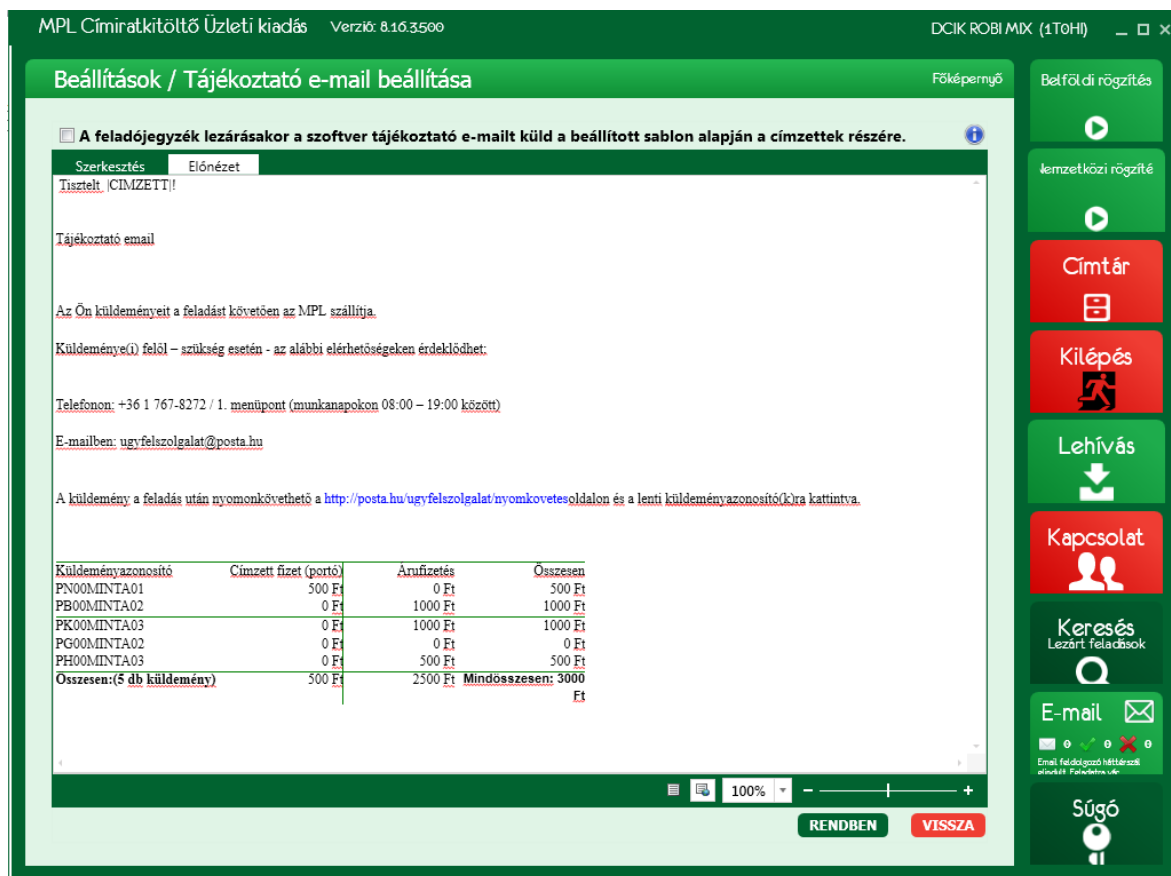 MPL Címiratkitöltő Üzleti kiadás Verzió: 8.16.3.500 DCIK ROBI MIX (1T0HI)
Beállítások / Tájékoztató e-mail beállítása Főképernyő
A feladójegyzék lezárásakor a szoftver tájékoztató e-mailt küld a beállított sablon alapján a címzettek részére.
Szerkesztés Előnézet
Tisztelt |CIMZETT|!
Tájékoztató email
Az Ön küldeményeit a feladást követően az MPL szállítja.
Küldeménye(i) felől – szükség esetén - az alábbi elérhetőségeken érdeklődhet:
Telefonon: +36 1 767-8272 / 1. menüpont (munkanapokon 08:00 – 19:00 között)
E-mailben: ugyfelszolgalat@posta.hu
A küldemény a feladás után nyomonkövethető a http://posta.hu/ugyfelszolgalat/nyomkovetesoldalon és a lenti küldeményazonosító(k)ra kattintva.
Küldeményazonosító Címzett fizet (portó) Árufizetés Összesen
PN00MINTA01 500 Ft 0 Ft 500 Ft
PB00MINTA02 0 Ft 1000 Ft 1000 Ft
PK00MINTA03 0 Ft 1000 Ft 1000 Ft
PG00MINTA02 0 Ft 0 Ft 0 Ft
PH00MINTA03 0 Ft 500 Ft 500 Ft
Összesen:(5 db küldemény) 500 Ft 2500 Ft Mindösszesen: 3000
Ft
100%
RENDBEN VISSZA
Belföldi rögzítés
Nemzetközi rögzíté
Címtár
Kilépés
Lehívás
Kapcsolat
Keresés
Lezárt feladások
E-mail
0 0 0
Email feldolgozó háttérszál
elindult. Feladatra vár.
Súgó